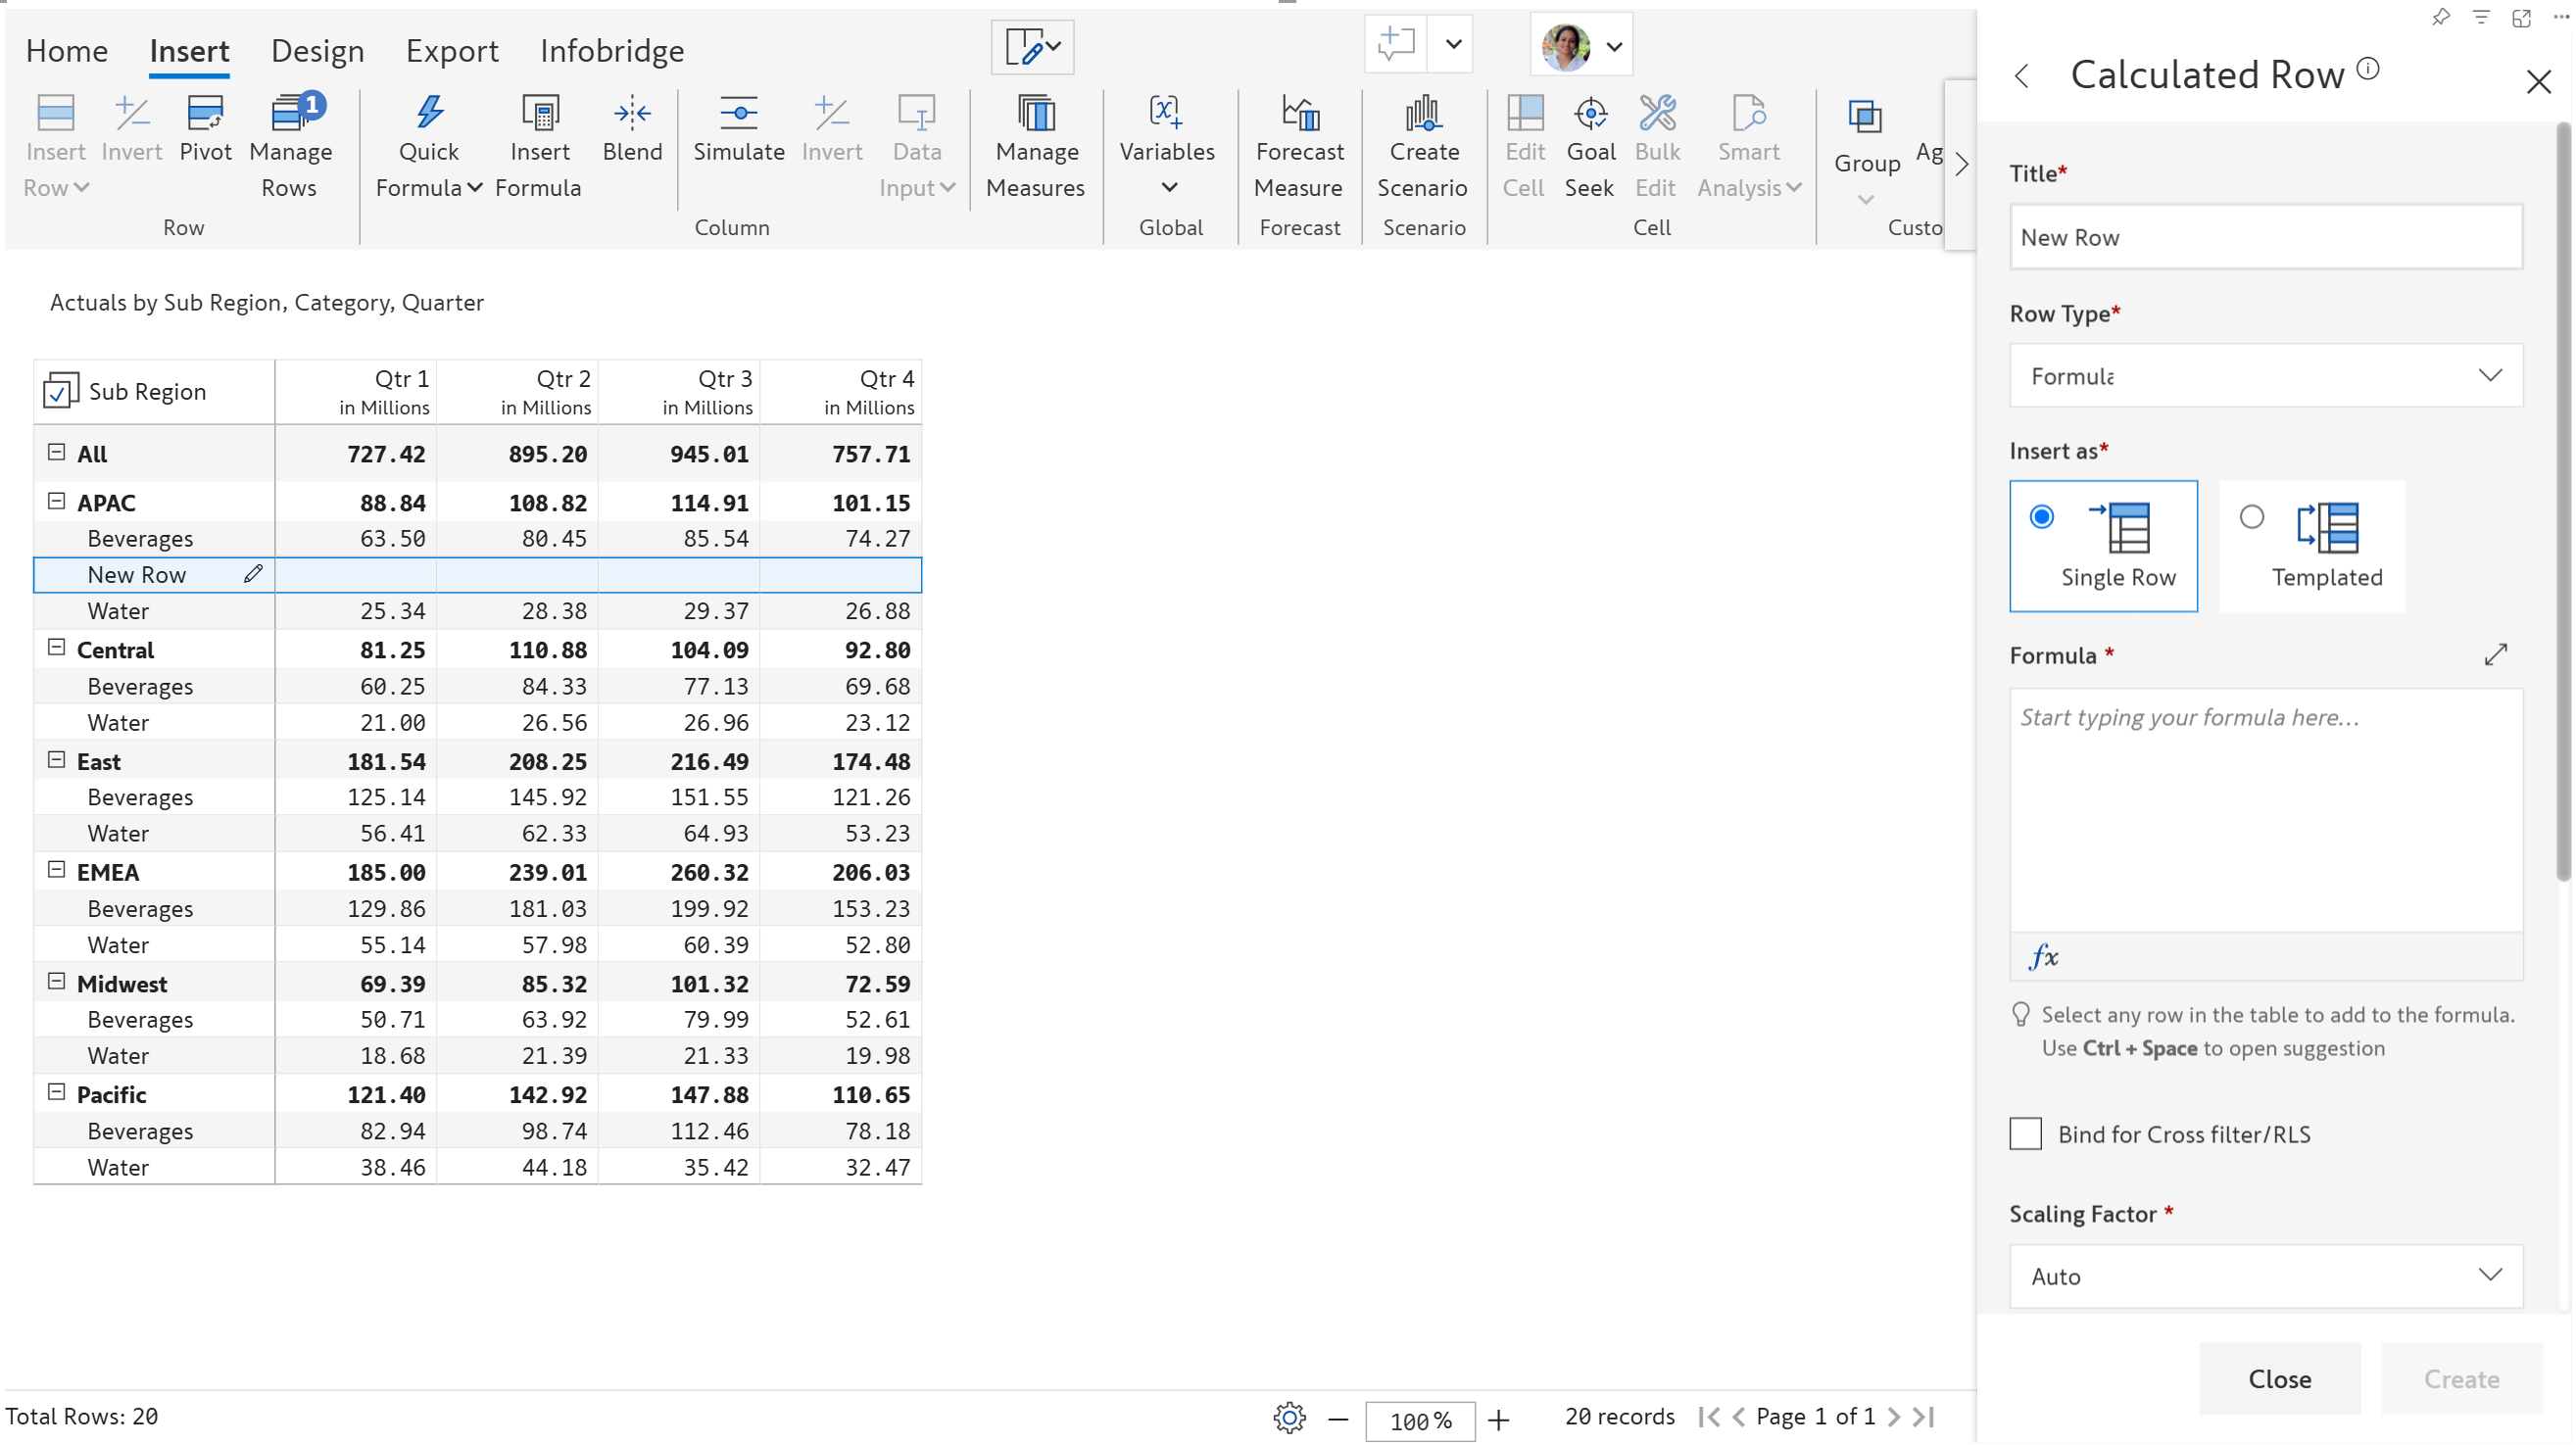 Home Insert Design Export Infobridge
Insert Row
Invert
Pivot
Manage Rows
1
Row
Quick Formula
Insert Formula
Blend
Simulate
Invert
Data Input
Column
Manage Measures
Variables
Global
Forecast Measure
Forecast
Create Scenario
Scenario
Edit Cell
Goal Seek
Bulk Edit
Smart Analysis
Cell
Group
Ag
Custo
Actuals by Sub Region, Category, Quarter
Sub Region Qtr 1 Qtr 2 Qtr 3 Qtr 4
in Millions in Millions in Millions in Millions
All 727.42 895.20 945.01 757.71
APAC 88.84 108.82 114.91 101.15
Beverages 63.50 80.45 85.54 74.27
New Row
Water 25.34 28.38 29.37 26.88
Central 81.25 110.88 104.09 92.80
Beverages 60.25 84.33 77.13 69.68
Water 21.00 26.56 26.96 23.12
East 181.54 208.25 216.49 174.48
Beverages 125.14 145.92 151.55 121.26
Water 56.41 62.33 64.93 53.23
EMEA 185.00 239.01 260.32 206.03
Beverages 129.86 181.03 199.92 153.23
Water 55.14 57.98 60.39 52.80
Midwest 69.39 85.32 101.32 72.59
Beverages 50.71 63.92 79.99 52.61
Water 18.68 21.39 21.33 19.98
Pacific 121.40 142.92 147.88 110.65
Beverages 82.94 98.74 112.46 78.18
Water 38.46 44.18 35.42 32.47
Total Rows: 20
100%
20 records
Page 1 of 1
Calculated Row
Title*
New Row
Row Type*
Formula
Insert as*
Single Row
Templated
Formula *
Start typing your formula here...
fx
Select any row in the table to add to the formula.
Use Ctrl + Space to open suggestion
Bind for Cross filter/RLS
Scaling Factor *
Auto
Close
Create